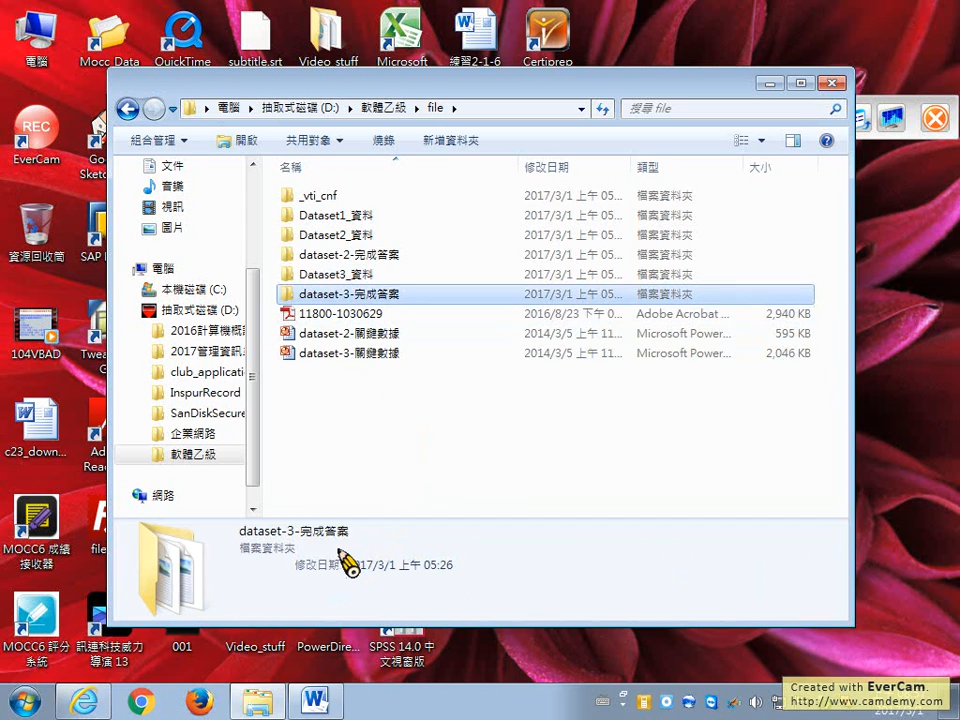 電腦
Mocc Data
QuickTime
subtitle.srt
Video stuff
Microsoft
練習2-1-6
Certiprep
電腦 抽取式磁碟 (D:) 軟體乙級 file
搜尋 file
組合管理
開啟
共用對象
燒錄
新增資料夾
REC
EverCam
Go
Sketc
資源回收筒
SAP
104VBAD
Twea
c23_down...
Ad
Rea
MOCC6 成績
接收器
file
MOCC6 評分
系統
訊連科技威力
導演 13
001
Video_stuff
PowerDire...
SPSS 14.0 中
文視窗版
文件
音樂
視訊
圖片
電腦
本機磁碟 (C:)
抽取式磁碟 (D:)
2016計算機概
2017管理資訊
club_applicati
InspurRecord
SanDiskSecure
企業網路
軟體乙級
網路
名稱 修改日期 類型 大小
_vti_cnf 2017/3/1 上午 05... 檔案資料夾
Dataset1_資料 2017/3/1 上午 05... 檔案資料夾
Dataset2_資料 2017/3/1 上午 05... 檔案資料夾
dataset-2-完成答案 2017/3/1 上午 05... 檔案資料夾
Dataset3_資料 2017/3/1 上午 05... 檔案資料夾
dataset-3-完成答案 2017/3/1 上午 05... 檔案資料夾
11800-1030629 2016/8/23 下午 0... Adobe Acrobat ... 2,940 KB
dataset-2-關鍵數據 2014/3/5 上午 11... Microsoft Power... 595 KB
dataset-3-關鍵數據 2014/3/5 上午 11... Microsoft Power... 2,046 KB
dataset-3-完成答案
檔案資料夾
修改日期 17/3/1 上午 05:26
Created with EverCam.
http://www.camdemy.com